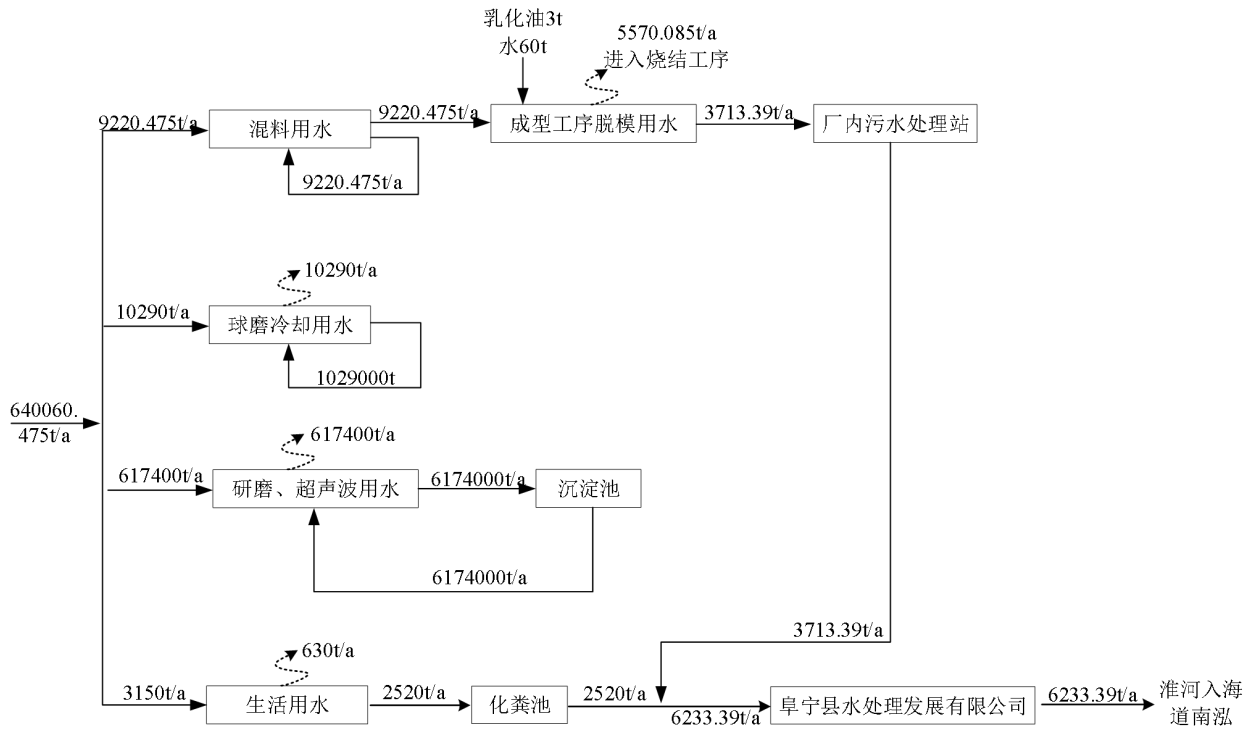 乳化油3t
水60t
5570.085t/a
进入烧结工序
9220.475t/a
混料用水
9220.475t/a
成型工序脱模用水
3713.39t/a
厂内污水处理站
9220.475t/a
10290t/a
10290t/a
球磨冷却用水
1029000t
640060.
475t/a
617400t/a
617400t/a
研磨、超声波用水
6174000t/a
沉淀池
6174000t/a
3713.39t/a
630t/a
3150t/a
生活用水
2520t/a
化粪池
2520t/a
6233.39t/a
阜宁县水处理发展有限公司
6233.39t/a
淮河入海
道南泓